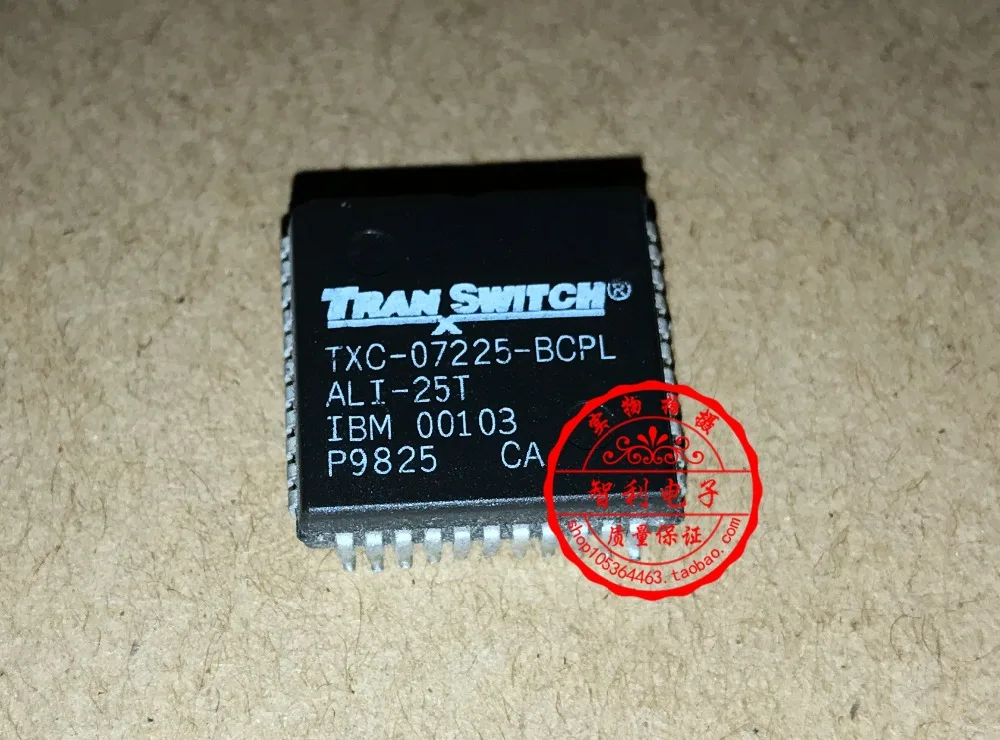 TRAN SWITCH®
X
TXC-07225-BCPL
ALI-25T
IBM 00103
P9825 CA
实物拍摄
智利电子
质量保证
shop105364463.taobao.com